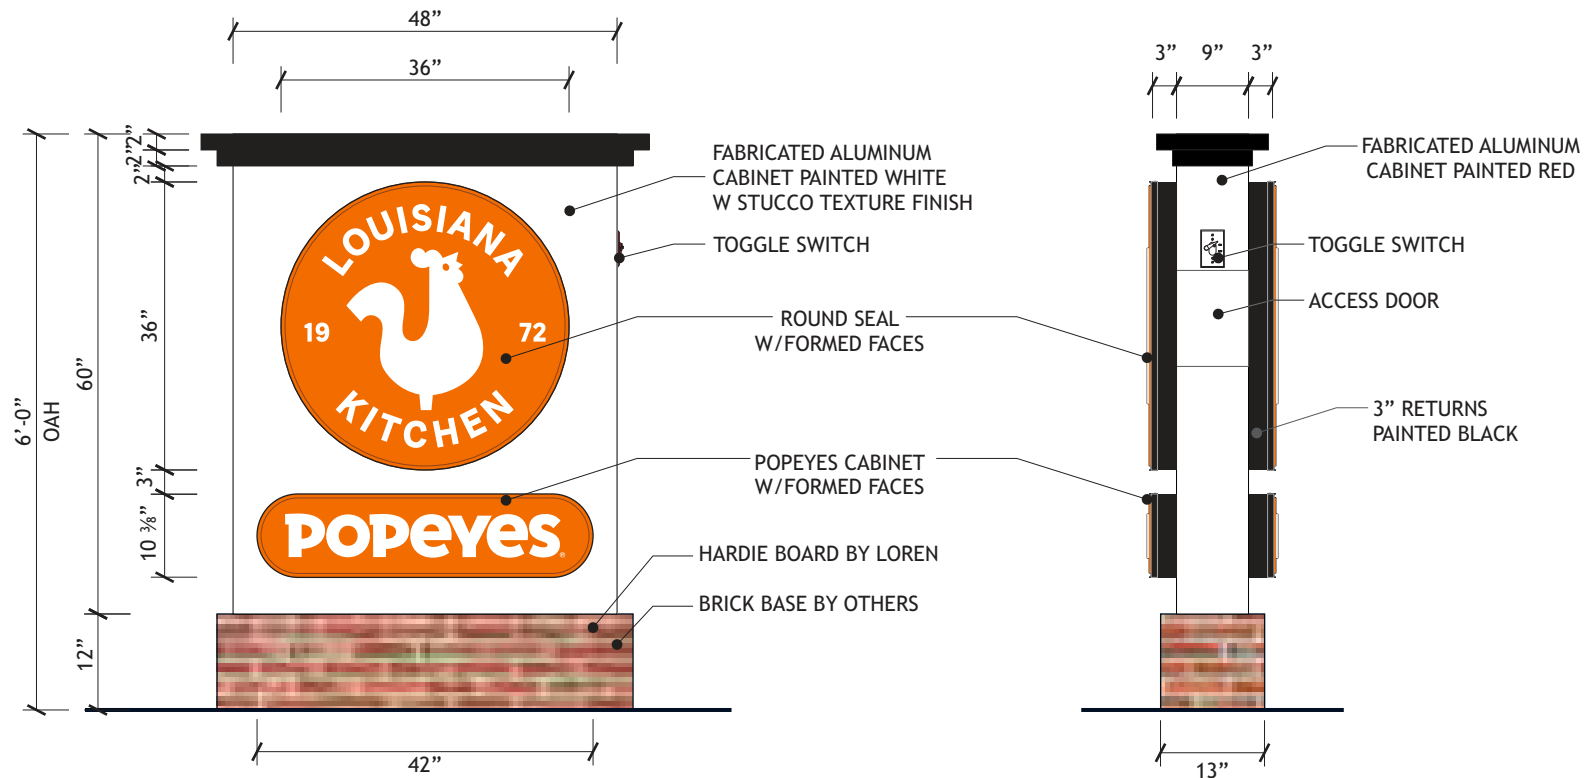 48”
36”
3” 9” 3”
2”
2”
2”
36”
60”
6’-0”
OAH
3”
10 ⅜”
12”
42”
13”
LOUISIANA
19 72
KITCHEN
POPEYES®
FABRICATED ALUMINUM
CABINET PAINTED WHITE
W STUCCO TEXTURE FINISH
TOGGLE SWITCH
ROUND SEAL
W/FORMED FACES
POPEYES CABINET
W/FORMED FACES
HARDIE BOARD BY LOREN
BRICK BASE BY OTHERS
FABRICATED ALUMINUM
CABINET PAINTED RED
TOGGLE SWITCH
ACCESS DOOR
3” RETURNS
PAINTED BLACK